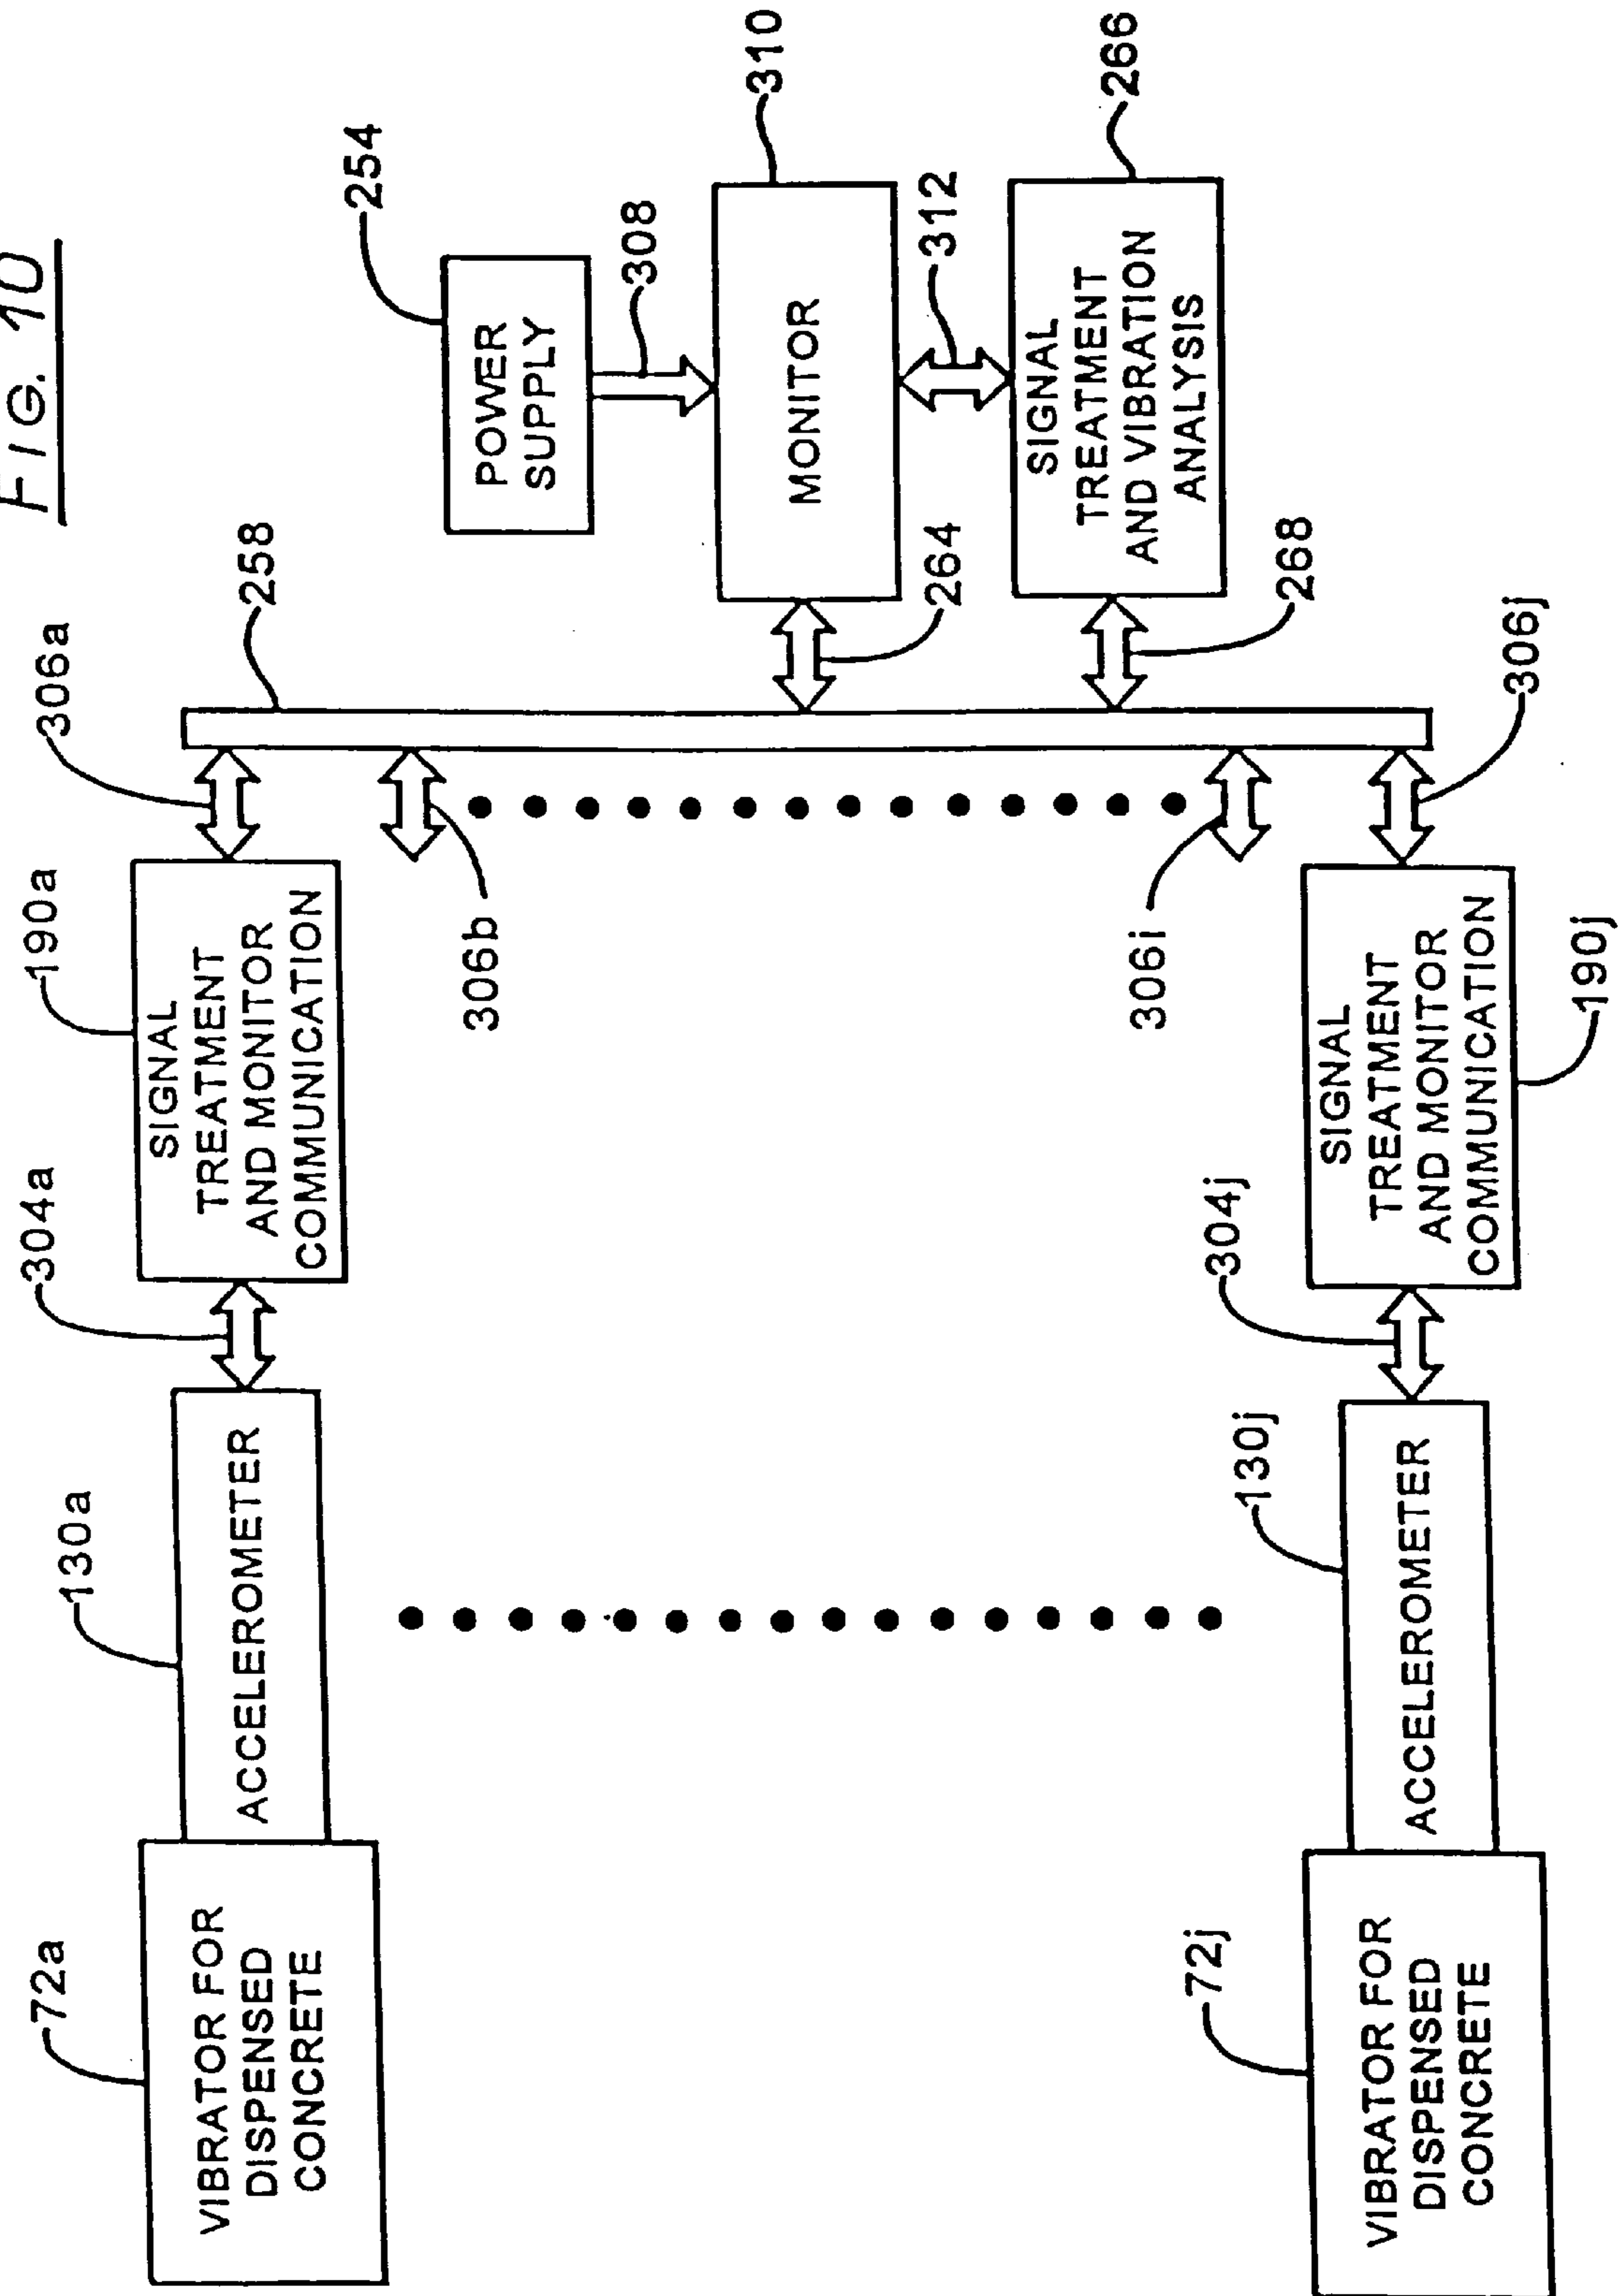 FIG. 10
72a
VIBRATOR FOR
DISPENSED
CONCRETE
130a
ACCELEROMETER
304a
190a
SIGNAL
TREATMENT
AND MONITOR
COMMUNICATION
306a
258
306b
306i
254
POWER
SUPPLY
308
310
MONITOR
264
312
266
SIGNAL
TREATMENT
AND VIBRATION
ANALYSIS
268
72j
VIBRATOR FOR
DISPENSED
CONCRETE
130j
ACCELEROMETER
304j
SIGNAL
TREATMENT
AND MONITOR
COMMUNICATION
190j
306j